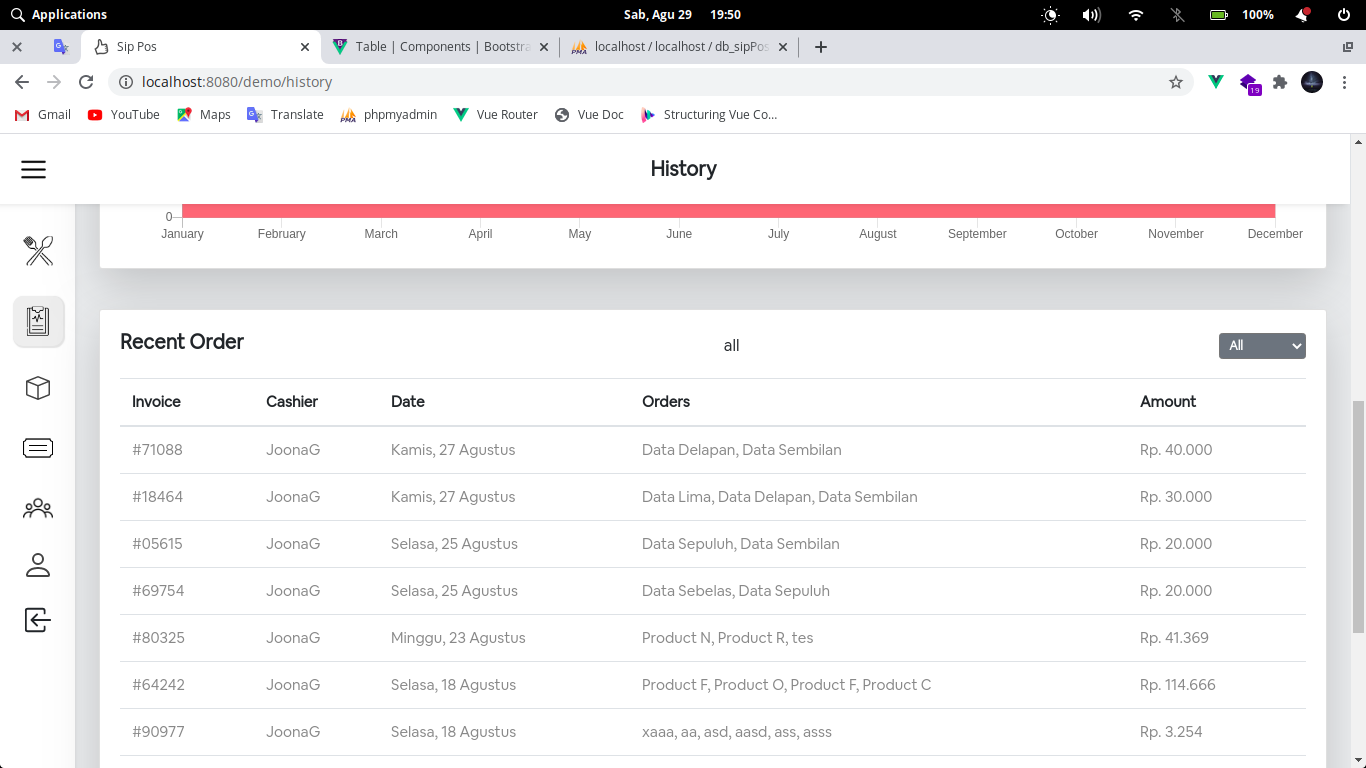 Applications Sab, Agu 29 19:50 100%
Sip Pos Table | Components | Bootstra localhost / localhost / db_sipPos
localhost:8080/demo/history 19
Gmail YouTube Maps Translate phpmyadmin Vue Router Vue Doc Structuring Vue Co...
History
0
January February March April May June July August September October November December
Recent Order all All
Invoice Cashier Date Orders Amount
#71088 JoonaG Kamis, 27 Agustus Data Delapan, Data Sembilan Rp. 40.000
#18464 JoonaG Kamis, 27 Agustus Data Lima, Data Delapan, Data Sembilan Rp. 30.000
#05615 JoonaG Selasa, 25 Agustus Data Sepuluh, Data Sembilan Rp. 20.000
#69754 JoonaG Selasa, 25 Agustus Data Sebelas, Data Sepuluh Rp. 20.000
#80325 JoonaG Minggu, 23 Agustus Product N, Product R, tes Rp. 41.369
#64242 JoonaG Selasa, 18 Agustus Product F, Product O, Product F, Product C Rp. 114.666
#90977 JoonaG Selasa, 18 Agustus xaaa, aa, asd, aasd, ass, asss Rp. 3.254